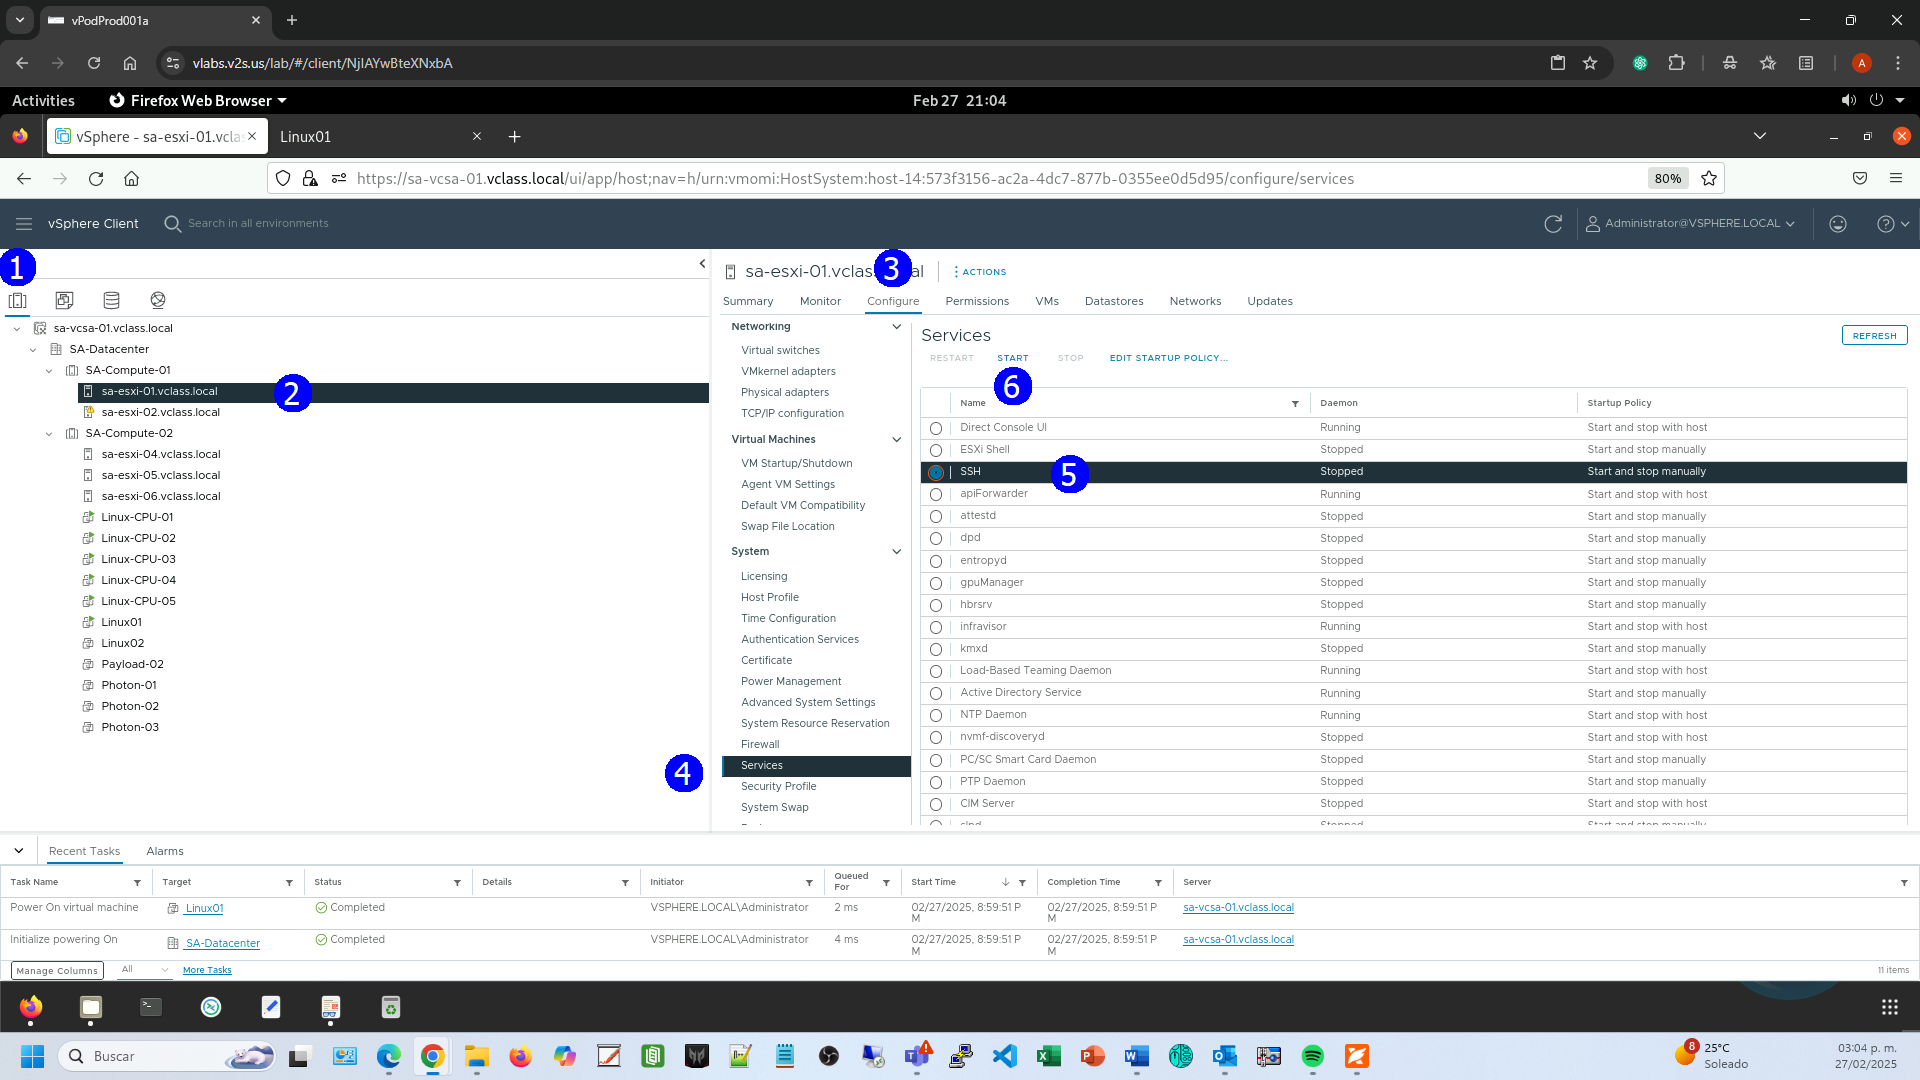 vPodProd001a
vlabs.v2s.us/lab/#/client/NjIAYwBteXNxbA
A
Activities
Firefox Web Browser
Feb 27 21:04
vSphere - sa-esxi-01.vclas
Linux01
https://sa-vcsa-01.vclass.local/ui/app/host;nav=h/urn:vmomi:HostSystem:host-14:573f3156-ac2a-4dc7-877b-0355ee0d5d95/configure/services
80%
vSphere Client
Search in all environments
Administrator@VSPHERE.LOCAL
1
sa-vcsa-01.vclass.local
SA-Datacenter
SA-Compute-01
sa-esxi-01.vclass.local
2
sa-esxi-02.vclass.local
SA-Compute-02
sa-esxi-04.vclass.local
sa-esxi-05.vclass.local
sa-esxi-06.vclass.local
Linux-CPU-01
Linux-CPU-02
Linux-CPU-03
Linux-CPU-04
Linux-CPU-05
Linux01
Linux02
Payload-02
Photon-01
Photon-02
Photon-03
sa-esxi-01.vclas
3
al
ACTIONS
Summary Monitor Configure Permissions VMs Datastores Networks Updates
Networking
Virtual switches
VMkernel adapters
Physical adapters
TCP/IP configuration
Virtual Machines
VM Startup/Shutdown
Agent VM Settings
Default VM Compatibility
Swap File Location
System
Licensing
Host Profile
Time Configuration
Authentication Services
Certificate
Power Management
Advanced System Settings
System Resource Reservation
Firewall
4
Services
Security Profile
System Swap
Services
REFRESH
RESTART START STOP EDIT STARTUP POLICY...
6
Name Daemon Startup Policy
Direct Console UI Running Start and stop with host
ESXi Shell Stopped Start and stop manually
SSH 5 Stopped Start and stop manually
apiForwarder Running Start and stop with host
attestd Stopped Start and stop manually
dpd Stopped Start and stop manually
entropyd Stopped Start and stop manually
gpuManager Stopped Start and stop manually
hbrsrv Stopped Start and stop manually
infravisor Running Start and stop with host
kmxd Stopped Start and stop manually
Load-Based Teaming Daemon Running Start and stop with host
Active Directory Service Running Start and stop manually
NTP Daemon Running Start and stop with host
nvmf-discoveryd Stopped Start and stop manually
PC/SC Smart Card Daemon Stopped Start and stop manually
PTP Daemon Stopped Start and stop manually
CIM Server Stopped Start and stop with host
slpd Stopped Start and stop manually
Recent Tasks Alarms
Task Name Target Status Details Initiator Queued For Start Time Completion Time Server
Power On virtual machine Linux01 Completed VSPHERE.LOCAL\Administrator 2 ms 02/27/2025, 8:59:51 PM 02/27/2025, 8:59:51 PM sa-vcsa-01.vclass.local
Initialize powering On SA-Datacenter Completed VSPHERE.LOCAL\Administrator 4 ms 02/27/2025, 8:59:51 PM 02/27/2025, 8:59:51 PM sa-vcsa-01.vclass.local
Manage Columns All More Tasks
11 items
Buscar
8
25°C
Soleado
03:04 p. m.
27/02/2025